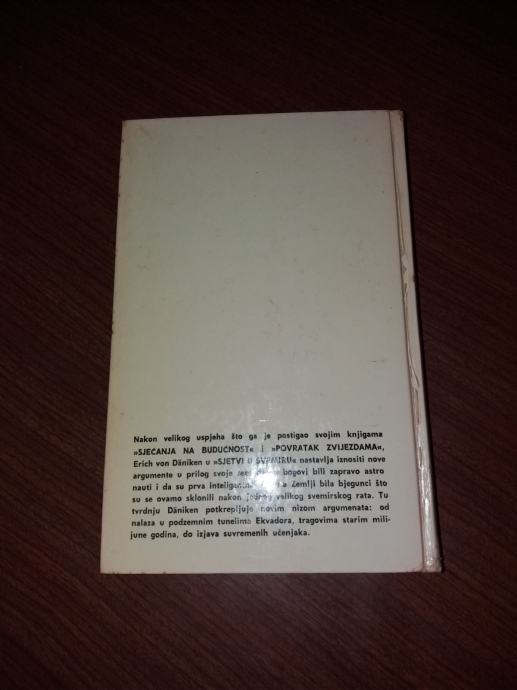 Nakon velikog uspjeha što ga je postigao svojim knjigama
»SJEĆANJA NA BUDUĆNOST« i »POVRATAK ZVIJEZDAMA«,
Erich von Däniken u »SJETVI U SVEMIRU« nastavlja iznositi nove
argumente u prilog svoje bogovi bili zapravo astro
nauti i da su prva Zemlji bila bjegunci što
su se ovamo sklonili nakon jednog velikog svemirskog rata. Tu
tvrdnju Däniken potkrepljuje novim nizom argumenata: od
nalaza u podzemnim tunelima Ekvadora, tragovima starim mili-
june godina, do izjava suvremenih učenjaka.